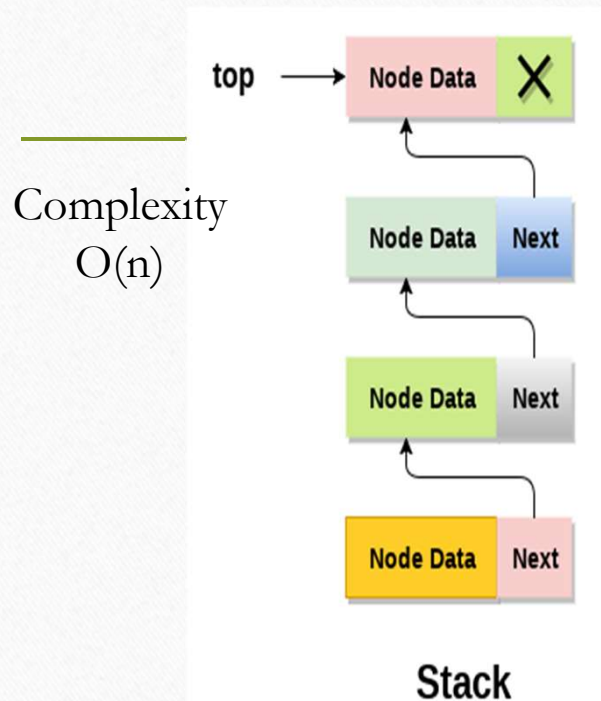 top
Node Data X
Complexity
O(n)
Node Data Next
Node Data Next
Node Data Next
Stack